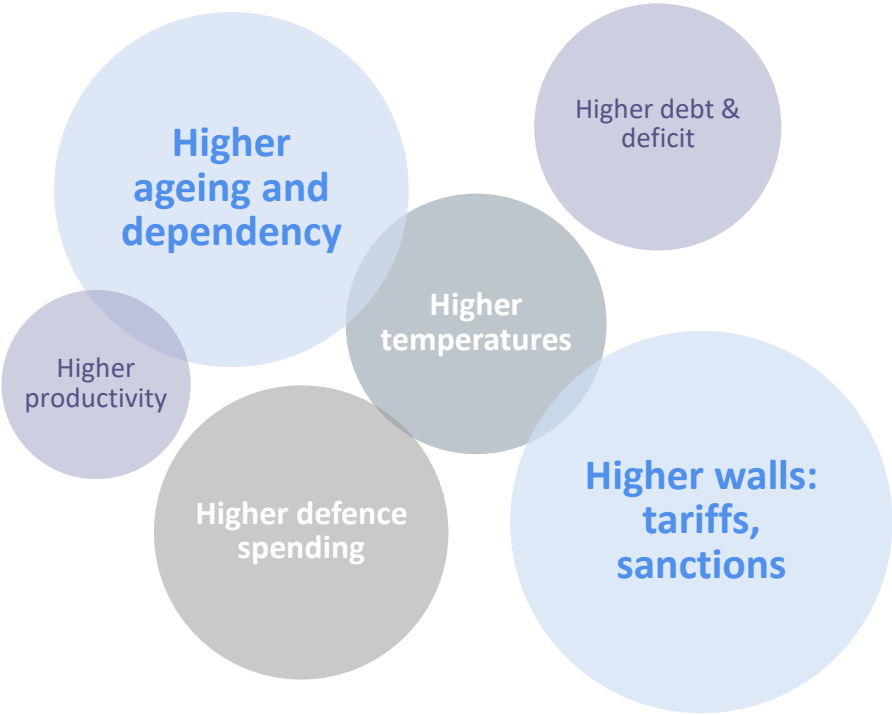 Higher
ageing and
dependency
Higher debt &
deficit
Higher
temperatures
Higher
productivity
Higher defence
spending
Higher walls:
tariffs,
sanctions